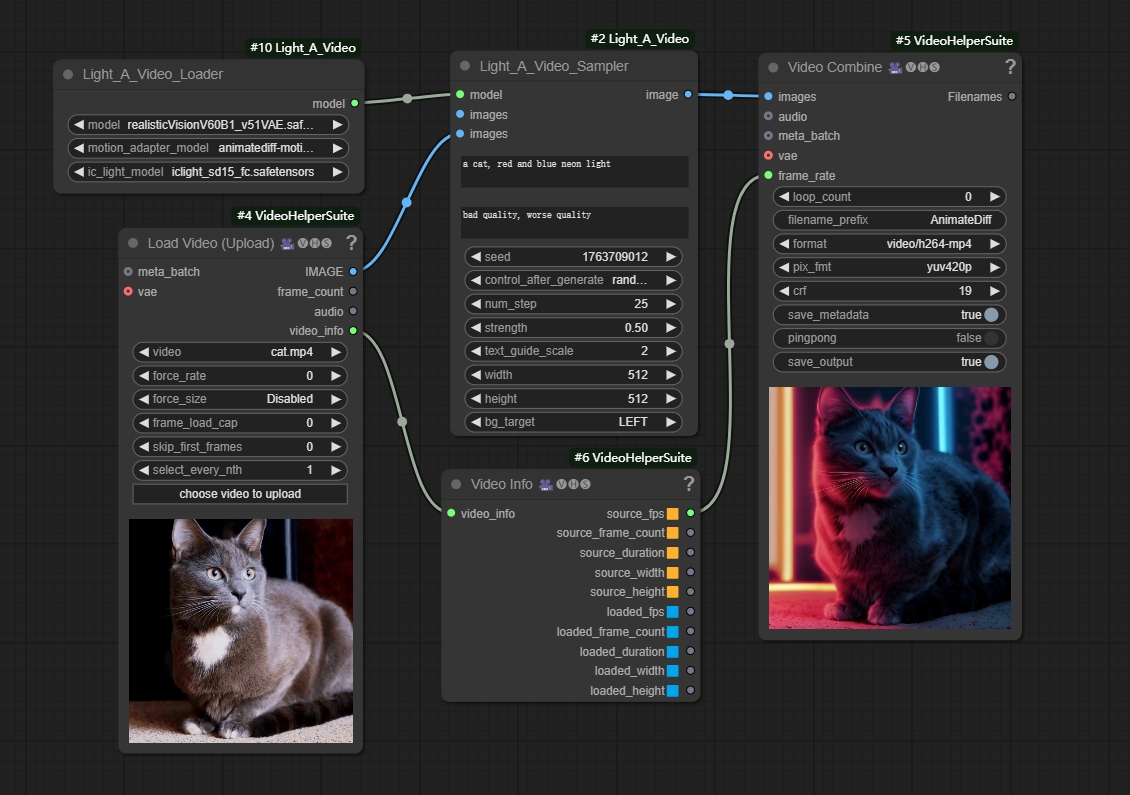 #10 Light_A_Video
Light_A_Video_Loader
model
model realisticVisionV60B1_v51VAE.saf...
motion_adapter_model animatediff-moti...
ic_light_model iclight_sd15_fc.safetensors
#4 VideoHelperSuite
Load Video (Upload) VHS ?
meta_batch IMAGE
vae frame_count
audio
video_info
video cat.mp4
force_rate 0
force_size Disabled
frame_load_cap 0
skip_first_frames 0
select_every_nth 1
choose video to upload
#2 Light_A_Video
Light_A_Video_Sampler
model image
images
images
a cat, red and blue neon light
bad quality, worse quality
seed 1763709012
control_after_generate rand...
num_step 25
strength 0.50
text_guide_scale 2
width 512
height 512
bg_target LEFT
#6 VideoHelperSuite
Video Info VHS ?
video_info source_fps
source_frame_count
source_duration
source_width
source_height
loaded_fps
loaded_frame_count
loaded_duration
loaded_width
loaded_height
#5 VideoHelperSuite
Video Combine VHS ?
images Filenames
audio
meta_batch
vae
frame_rate
loop_count 0
filename_prefix AnimateDiff
format video/h264-mp4
pix_fmt yuv420p
crf 19
save_metadata true
pingpong false
save_output true